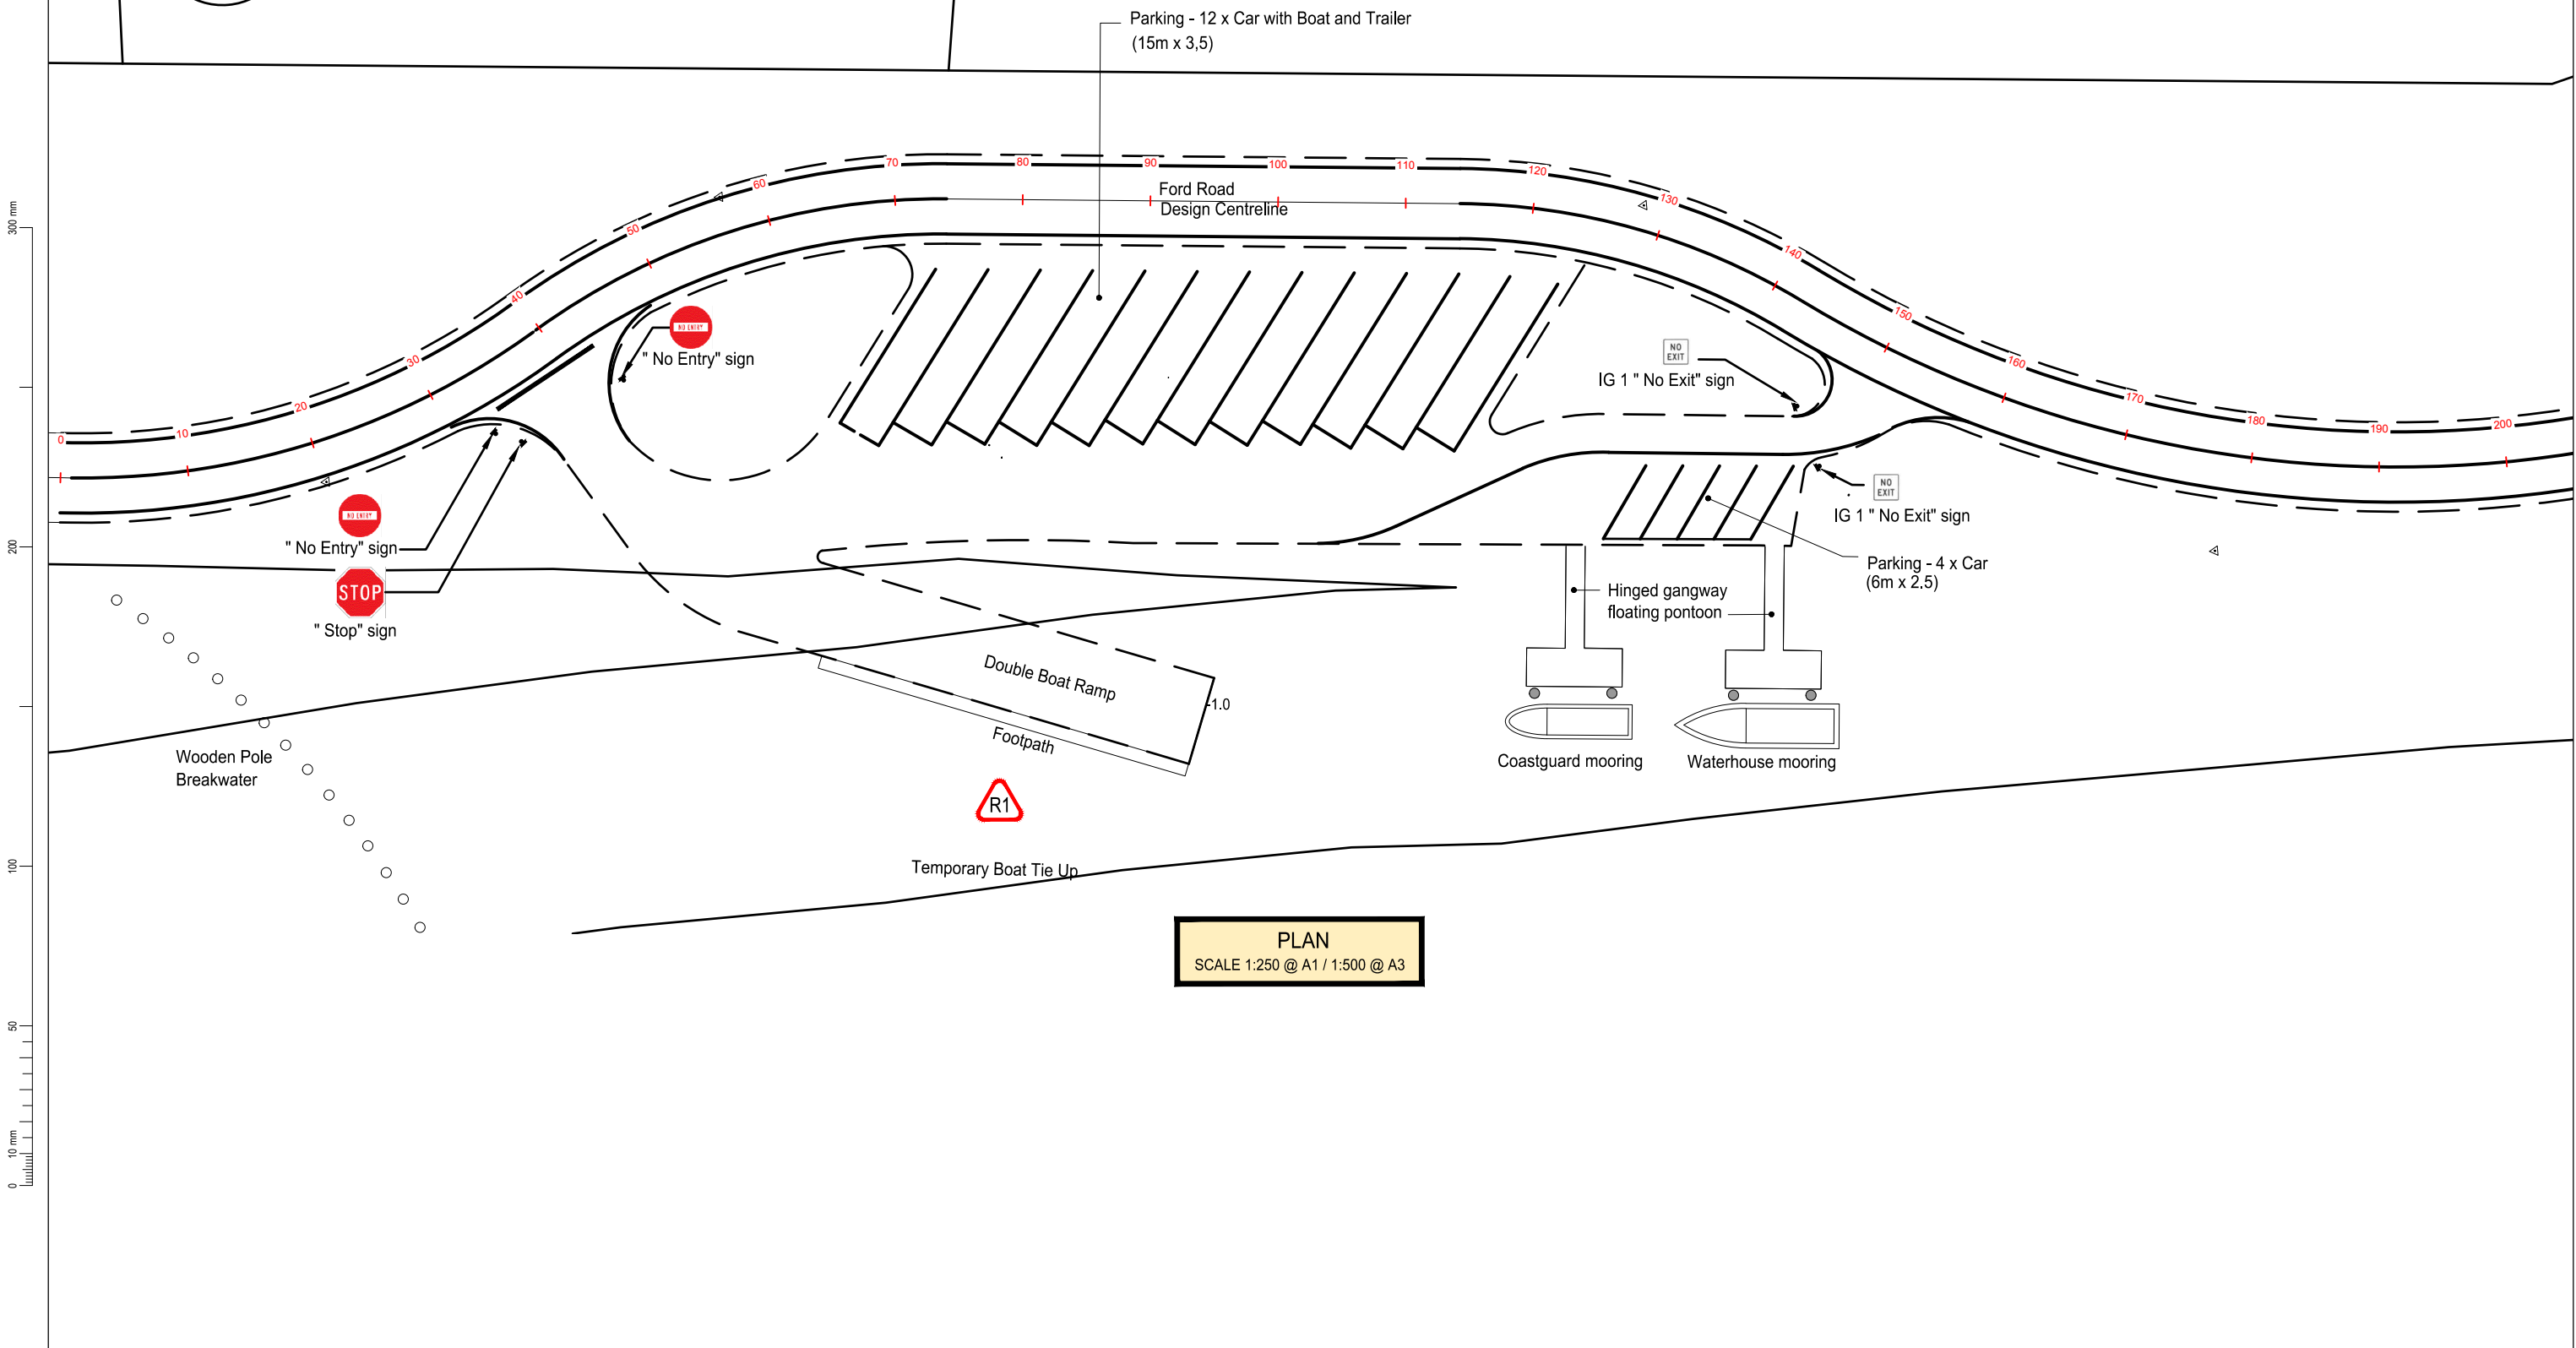 Parking - 12 x Car with Boat and Trailer
(15m x 3,5)
70
80
90
100
110
120
130
140
150
160
170
180
190
200
60
50
40
30
20
10
0
Ford Road
Design Centreline
NO ENTRY
" No Entry" sign
NO
EXIT
IG 1 " No Exit" sign
NO
EXIT
IG 1 " No Exit" sign
NO ENTRY
" No Entry" sign
STOP
" Stop" sign
Parking - 4 x Car
(6m x 2,5)
Hinged gangway
floating pontoon
Double Boat Ramp
-1.0
Footpath
Coastguard mooring
Waterhouse mooring
Wooden Pole
Breakwater
R1
Temporary Boat Tie Up
PLAN
SCALE 1:250 @ A1 / 1:500 @ A3
300 mm
200
100
50
10 mm
0